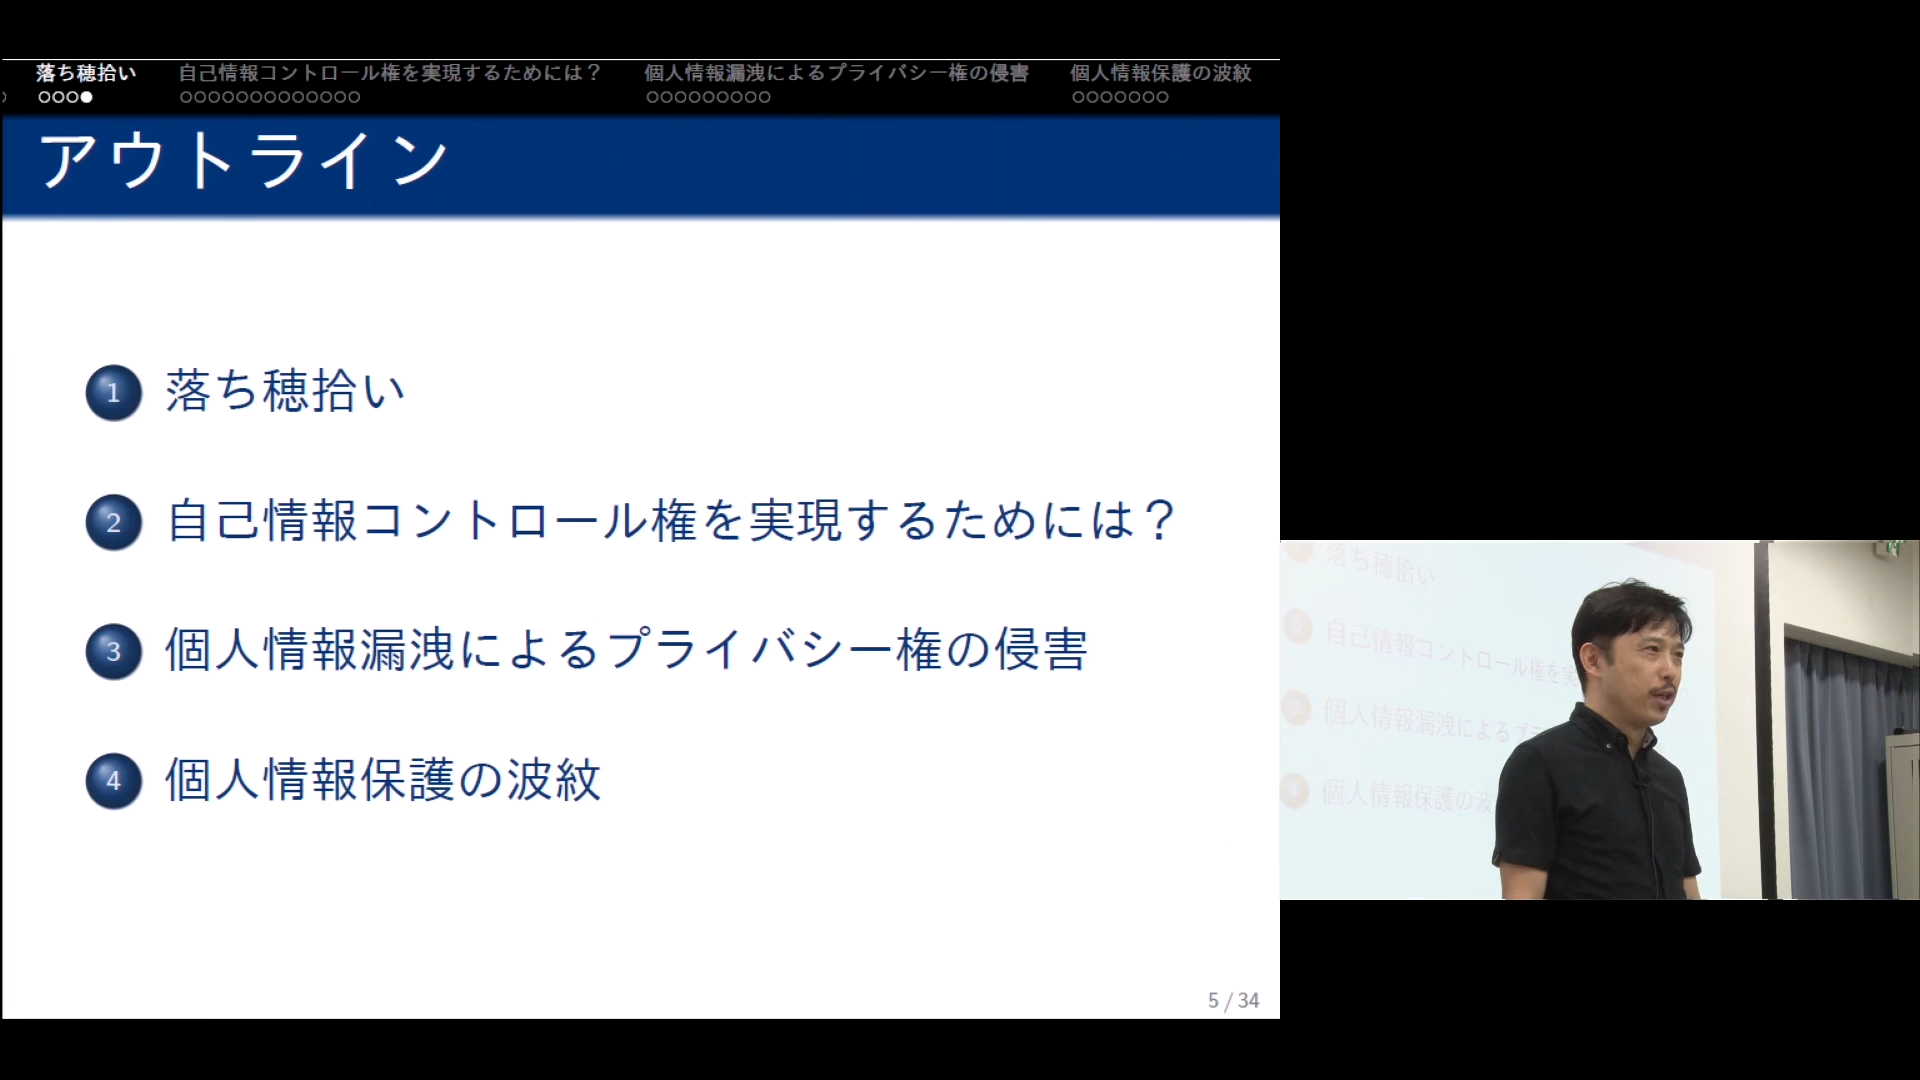 落ち穂拾い 自己情報コントロール権を実現するためには？ 個人情報漏洩によるプライバシー権の侵害 個人情報保護の波紋
アウトライン
1 落ち穂拾い
2 自己情報コントロール権を実現するためには？
3 個人情報漏洩によるプライバシー権の侵害
4 個人情報保護の波紋
5 / 34
落ち穂拾い
2 自己情報コントロール権を実
3 個人情報漏洩によるプラ
4 個人情報保護の波